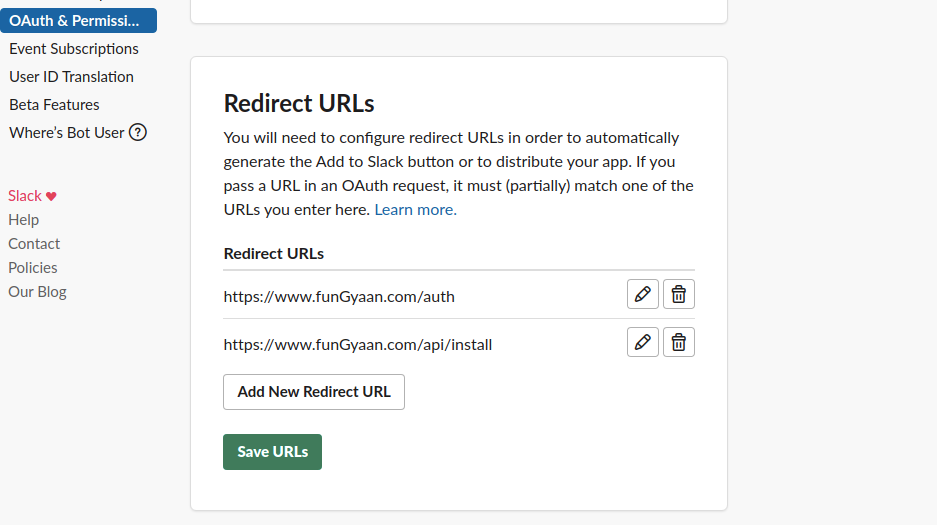 OAuth & Permissi...
Event Subscriptions
User ID Translation
Beta Features
Where's Bot User ?
Slack ♥
Help
Contact
Policies
Our Blog
Redirect URLs
You will need to configure redirect URLs in order to automatically
generate the Add to Slack button or to distribute your app. If you
pass a URL in an OAuth request, it must (partially) match one of the
URLs you enter here. Learn more.
Redirect URLs
https://www.funGyaan.com/auth
https://www.funGyaan.com/api/install
Add New Redirect URL
Save URLs